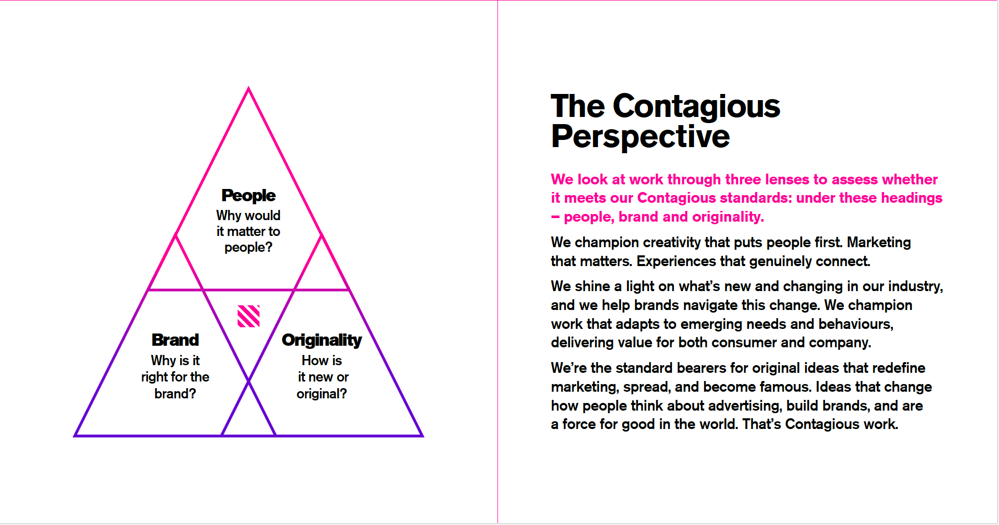 People
Why would
it matter to
people?
Brand
Why is it
right for the
brand?
Originality
How is
it new or
original?
The Contagious
Perspective
We look at work through three lenses to assess whether
it meets our Contagious standards: under these headings
– people, brand and originality.
We champion creativity that puts people first. Marketing
that matters. Experiences that genuinely connect.
We shine a light on what’s new and changing in our industry,
and we help brands navigate this change. We champion
work that adapts to emerging needs and behaviours,
delivering value for both consumer and company.
We’re the standard bearers for original ideas that redefine
marketing, spread, and become famous. Ideas that change
how people think about advertising, build brands, and are
a force for good in the world. That’s Contagious work.